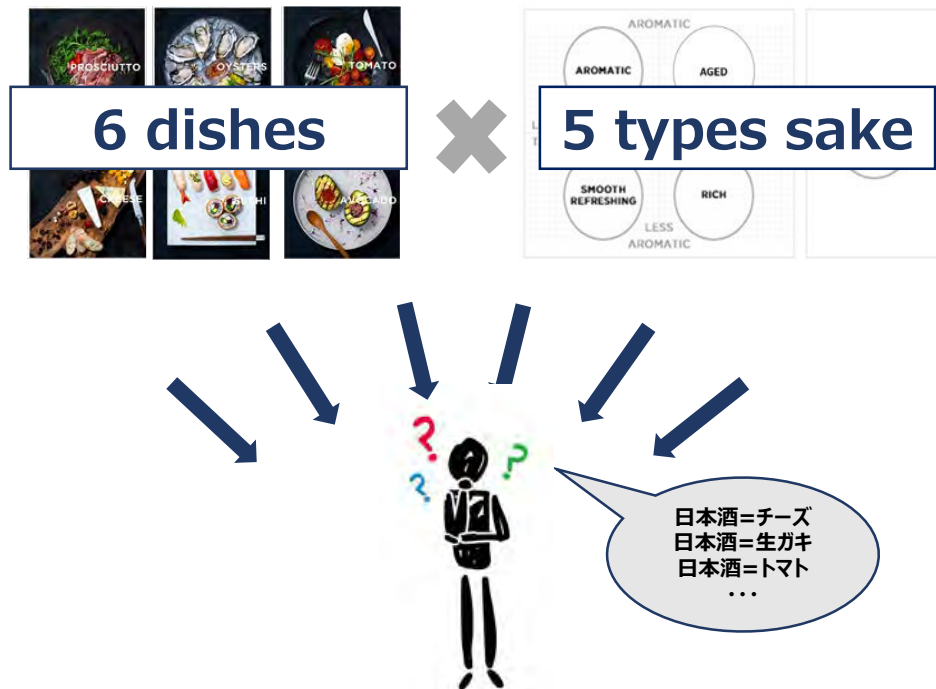 PROSCIUTTO
OYSTERS
TOMATO
6 dishes
CHEESE
SUSHI
AVOCADO
AROMATIC
AROMATIC
AGED
5 types sake
SMOOTH
REFRESHING
RICH
LESS
AROMATIC
?
?
?
日本酒=チーズ
日本酒=生ガキ
日本酒=トマト
・・・